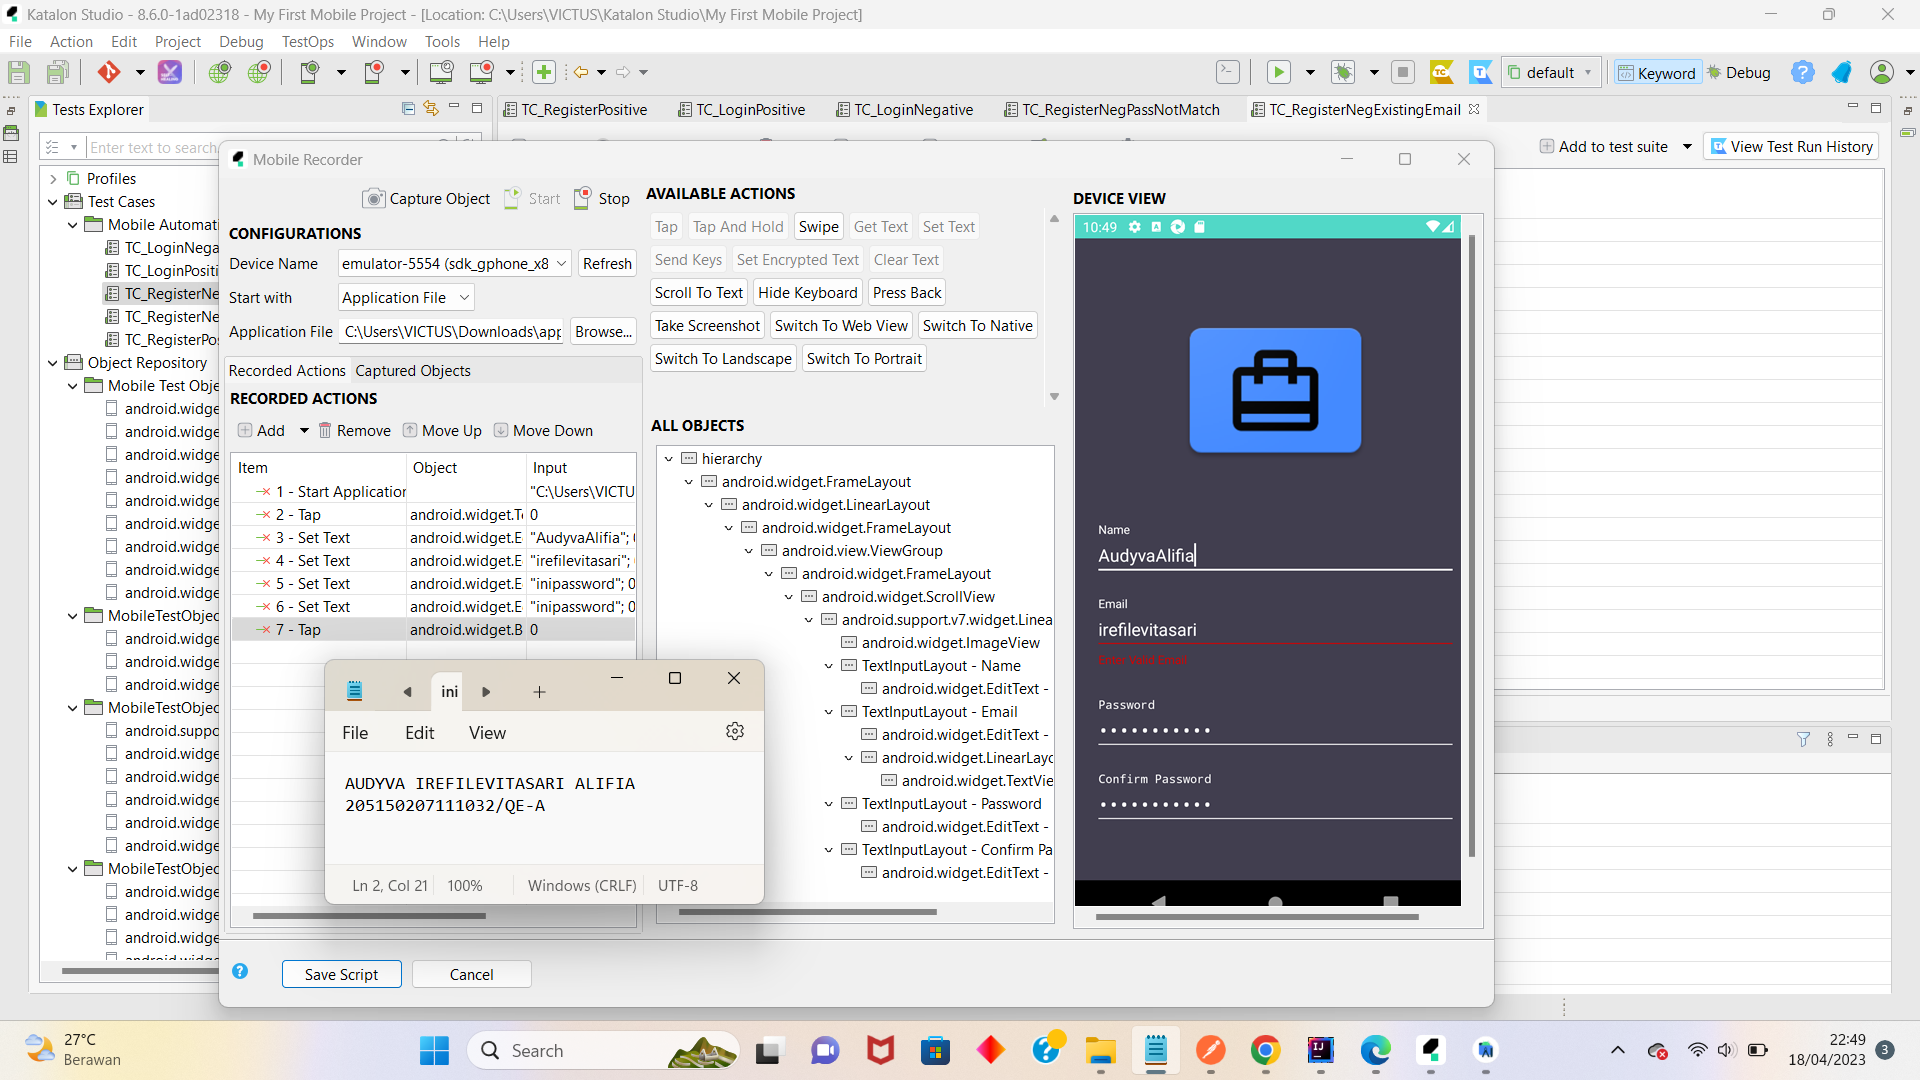 Katalon Studio - 8.6.0-1ad02318 - My First Mobile Project - [Location: C:\Users\VICTUS\Katalon Studio\My First Mobile Project]
File Action Edit Project Debug TestOps Window Tools Help
default
Keyword
Debug
Tests Explorer
TC_RegisterPositive
TC_LoginPositive
TC_LoginNegative
TC_RegisterNegPassNotMatch
TC_RegisterNegExistingEmail
Enter text to search
Add to test suite
View Test Run History
Profiles
Test Cases
Mobile Automati
TC_LoginNega
TC_LoginPositi
TC_RegisterNe
TC_RegisterNe
TC_RegisterPos
Object Repository
Mobile Test Obje
android.widge
android.widge
android.widge
android.widge
android.widge
android.widge
android.widge
android.widge
android.widge
MobileTestObjec
android.widge
android.widge
android.widge
MobileTestObjec
android.suppo
android.widge
android.widge
android.widge
android.widge
android.widge
MobileTestObjec
android.widge
android.widge
android.widge
Mobile Recorder
Capture Object
Start
Stop
CONFIGURATIONS
Device Name
emulator-5554 (sdk_gphone_x8
Refresh
Start with
Application File
Application File
C:\Users\VICTUS\Downloads\app
Browse...
Recorded Actions
Captured Objects
RECORDED ACTIONS
Add
Remove
Move Up
Move Down
Item Object Input
1 - Start Application "C:\Users\VICTU
2 - Tap android.widget.Te 0
3 - Set Text android.widget.E "AudyvaAlifia"; 0
4 - Set Text android.widget.E "irefilevitasari"; 0
5 - Set Text android.widget.E "inipassword"; 0
6 - Set Text android.widget.E "inipassword"; 0
7 - Tap android.widget.B 0
AVAILABLE ACTIONS
Tap
Tap And Hold
Swipe
Get Text
Set Text
Send Keys
Set Encrypted Text
Clear Text
Scroll To Text
Hide Keyboard
Press Back
Take Screenshot
Switch To Web View
Switch To Native
Switch To Landscape
Switch To Portrait
ALL OBJECTS
hierarchy
android.widget.FrameLayout
android.widget.LinearLayout
android.widget.FrameLayout
android.view.ViewGroup
android.widget.FrameLayout
android.widget.ScrollView
android.support.v7.widget.Linea
android.widget.ImageView
TextInputLayout - Name
android.widget.EditText -
TextInputLayout - Email
android.widget.EditText -
android.widget.LinearLayo
android.widget.TextVie
TextInputLayout - Password
android.widget.EditText -
TextInputLayout - Confirm Pa
android.widget.EditText -
DEVICE VIEW
10:49
Name
AudyvaAlifia
Email
irefilevitasari
Enter Valid Email
Password
Confirm Password
ini
File Edit View
AUDYVA IREFILEVITASARI ALIFIA
205150207111032/QE-A
Ln 2, Col 21
100%
Windows (CRLF)
UTF-8
Save Script
Cancel
27°C
Berawan
Search
22:49
18/04/2023
3